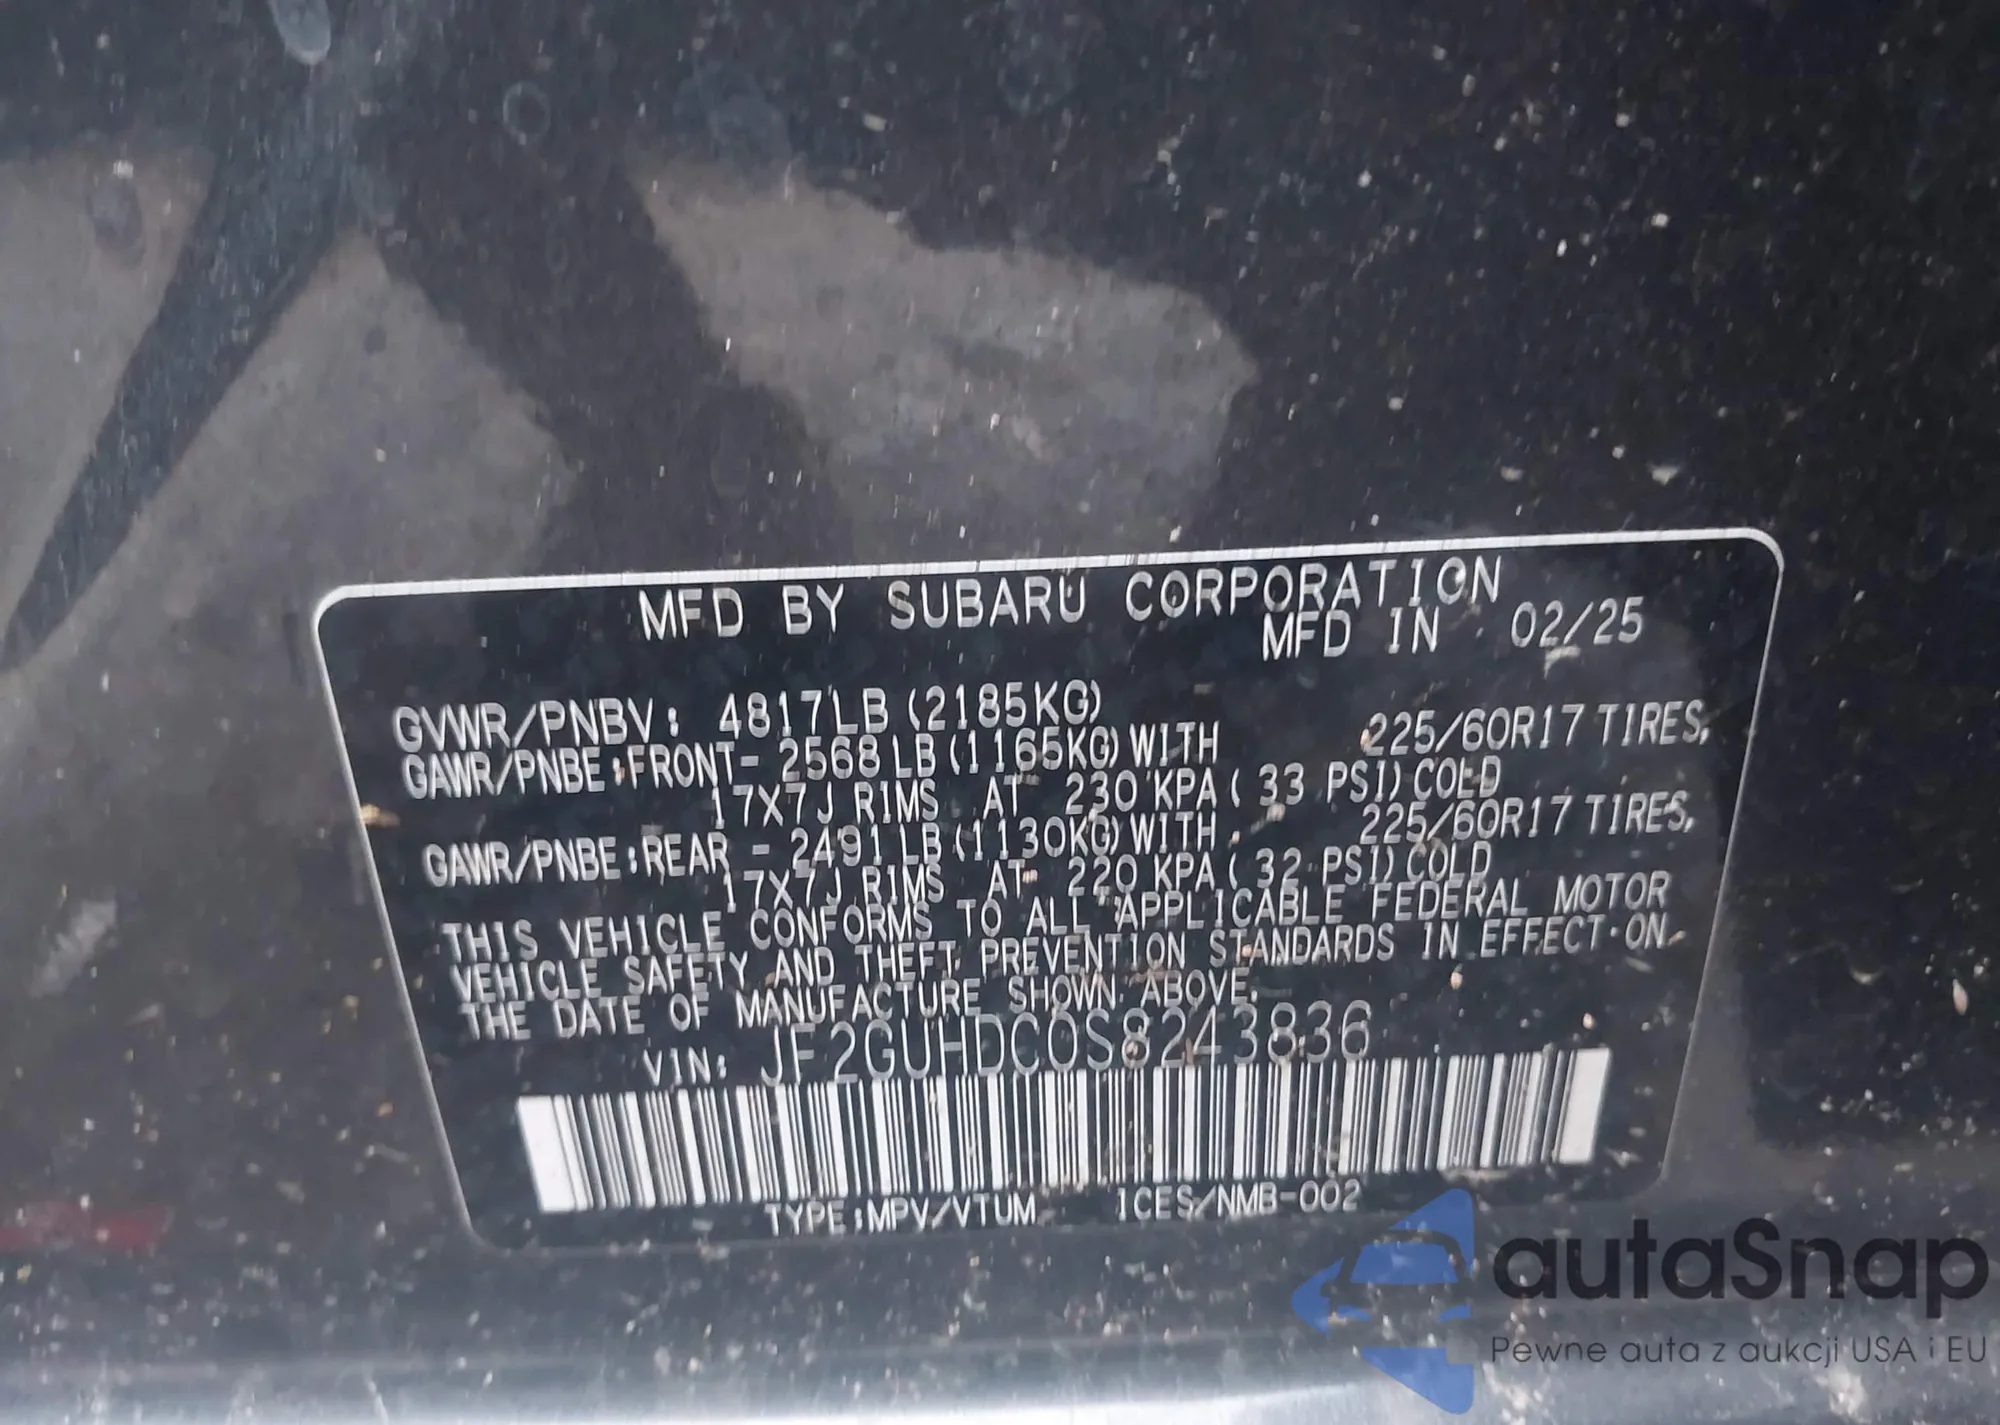 MFD BY SUBARU CORPORATION
MFD IN 02/25
GVWR/PNBV: 4817LB (2185KG)
GAWR/PNBE:FRONT- 2568LB (1165KG) WITH 225/60R17 TIRES,
17X7J RIMS AT 230 KPA ( 33 PSI) COLD
GAWR/PNBE:REAR - 2491LB (1130KG) WITH 225/60R17 TIRES,
17X7J RIMS AT 220 KPA ( 32 PSI) COLD
THIS VEHICLE CONFORMS TO ALL APPLICABLE FEDERAL MOTOR
VEHICLE SAFETY AND THEFT PREVENTION STANDARDS IN EFFECT ON
THE DATE OF MANUFACTURE SHOWN ABOVE.
VIN: JF2GUHDC0S8243836
TYPE:MPV/VTUM ICES/NMB-002
autaSnap
Pewne auta z aukcji USA i EU